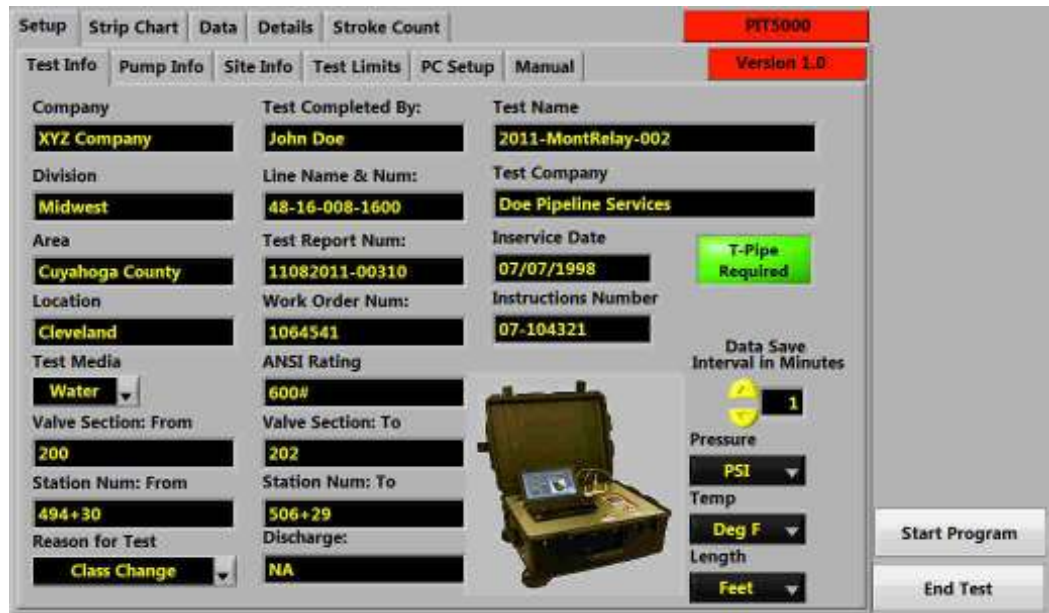 Setup Strip Chart Data Details Stroke Count PIT5000
Test Info Pump Info Site Info Test Limits PC Setup Manual Version 1.0
Company Test Completed By: Test Name
XYZ Company John Doe 2011-MontRelay-002
Division Line Name & Num: Test Company
Midwest 48-16-008-1600 Doe Pipeline Services
Area Test Report Num: Inservice Date
Cuyahoga County 11082011-00310 07/07/1998
T-Pipe
Required
Location Work Order Num: Instructions Number
Cleveland 1064541 07-104321
Test Media ANSI Rating
Water 600#
Data Save
Interval in Minutes
1
Valve Section: From Valve Section: To
200 202
Pressure
PSI
Station Num: From Station Num: To
494+30 506+29
Temp
Deg F
Reason for Test Discharge:
Class Change NA
Length
Feet
Start Program
End Test